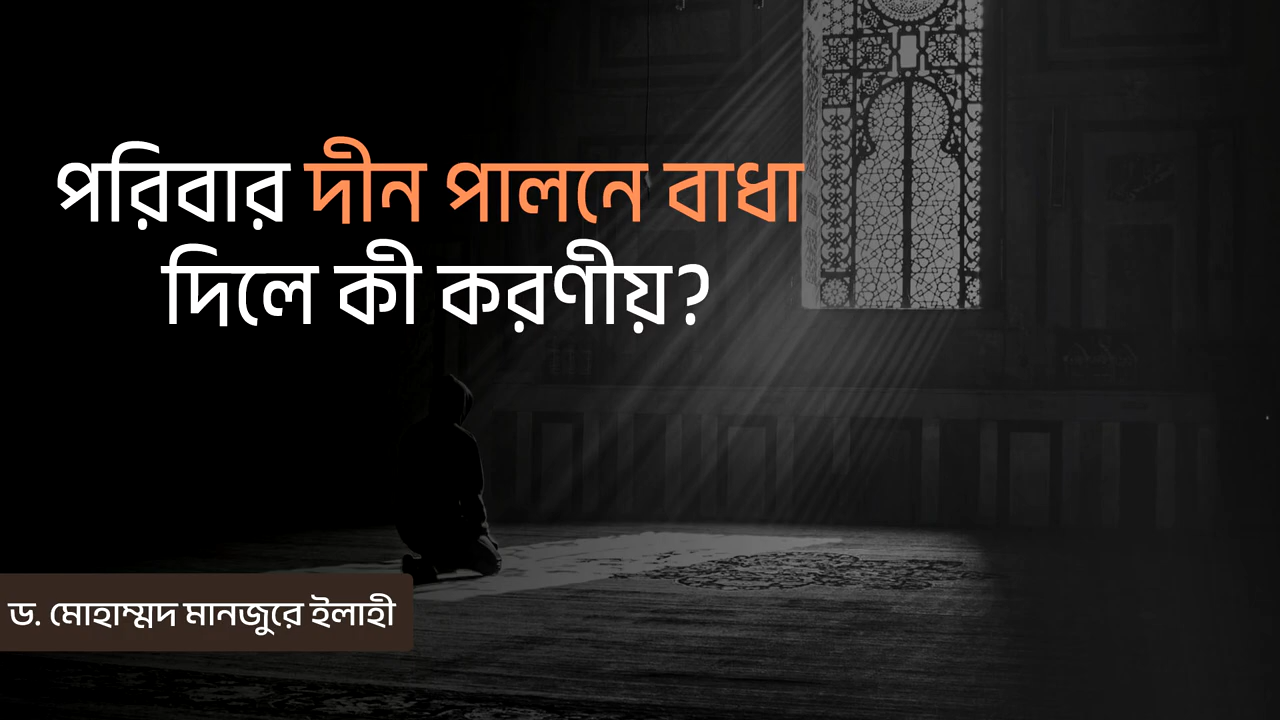 পরিবার দীন পালনে বাধা
দিলে কী করণীয়?
ড. মোহাম্মদ মানজুরে ইলাহী